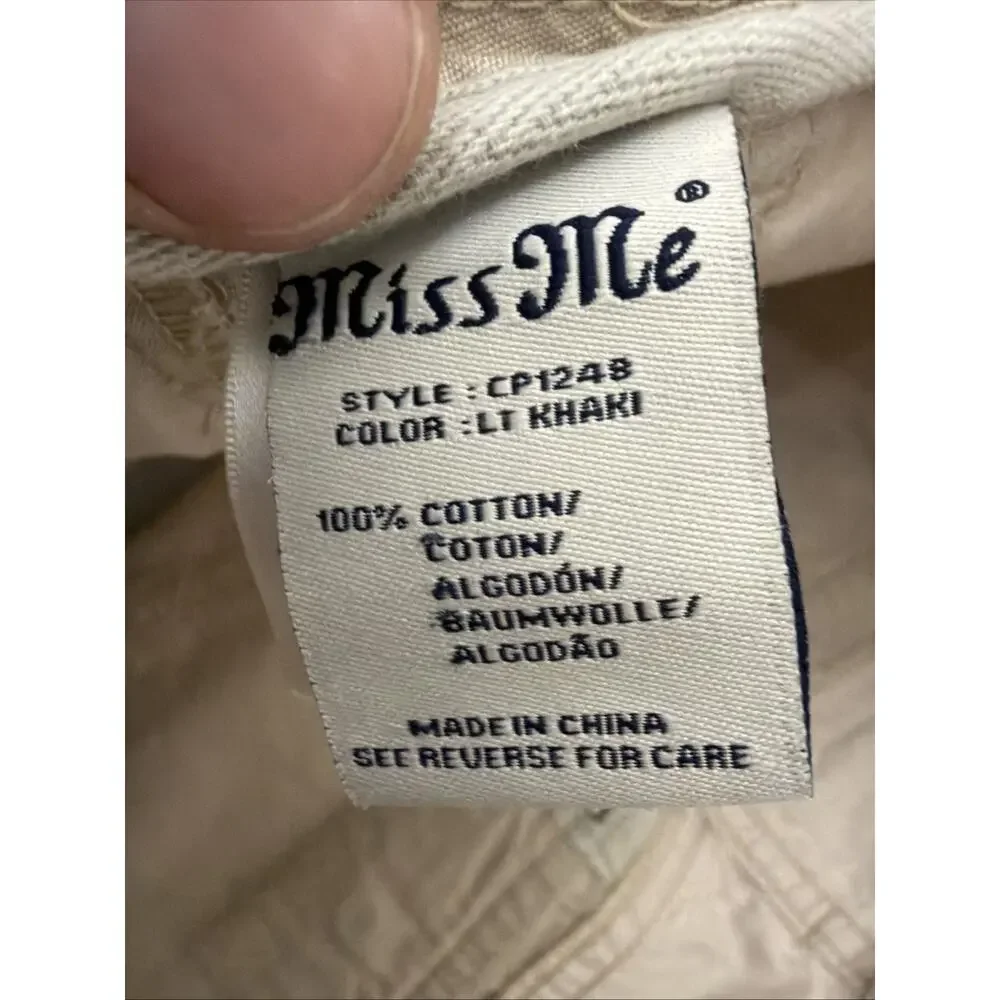 Miss Me ®
STYLE : CP1248
COLOR : LT KHAKI
100% COTTON/
COTON/
ALGODÓN/
BAUMWOLLE/
ALGODÃO
MADE IN CHINA
SEE REVERSE FOR CARE